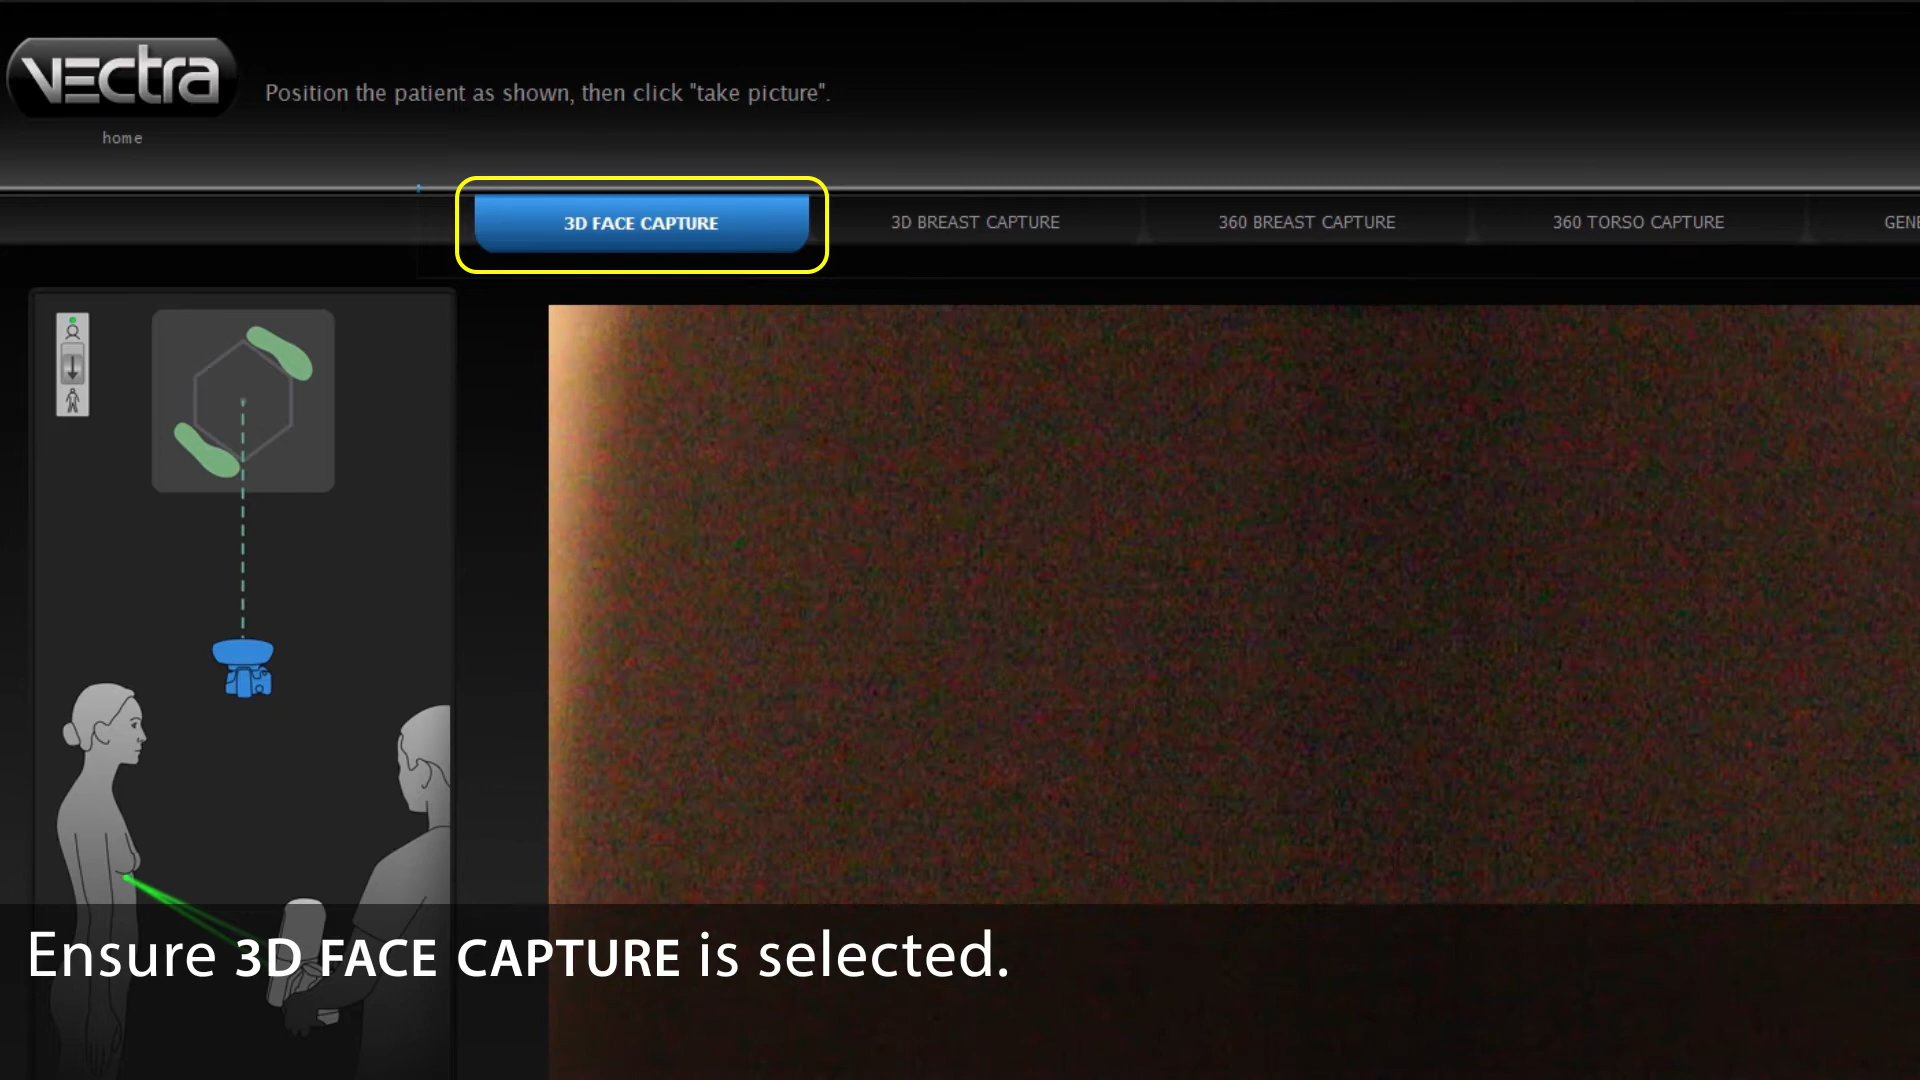 vectra
Position the patient as shown, then click "take picture".
home
3D FACE CAPTURE
3D BREAST CAPTURE
360 BREAST CAPTURE
360 TORSO CAPTURE
GENE
Ensure 3D FACE CAPTURE is selected.